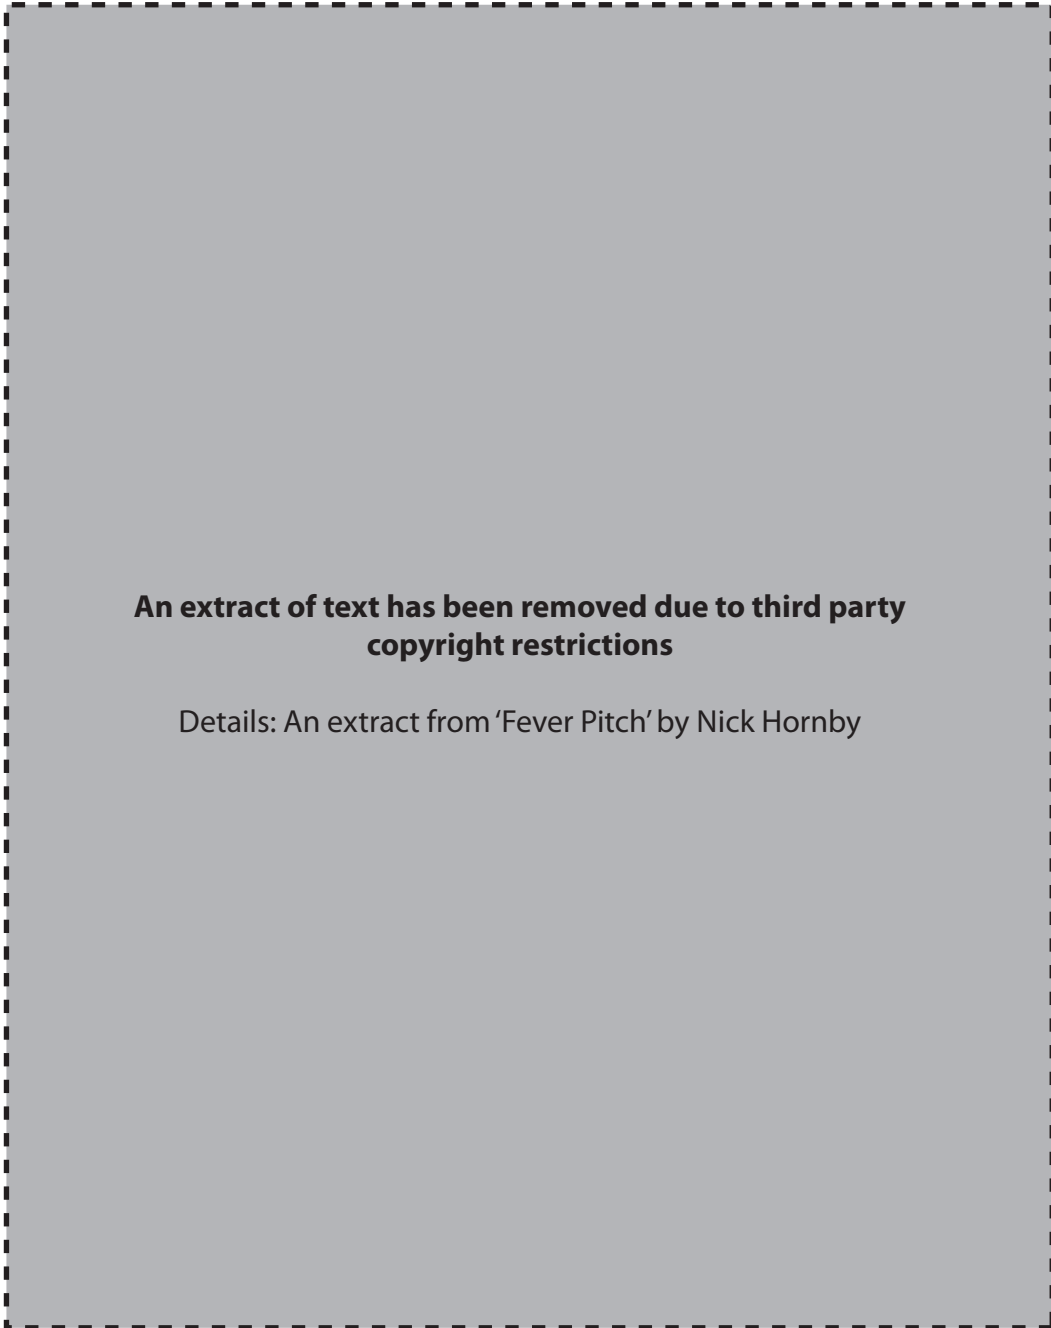 An extract of text has been removed due to third party
copyright restrictions
Details: An extract from ‘Fever Pitch’ by Nick Hornby